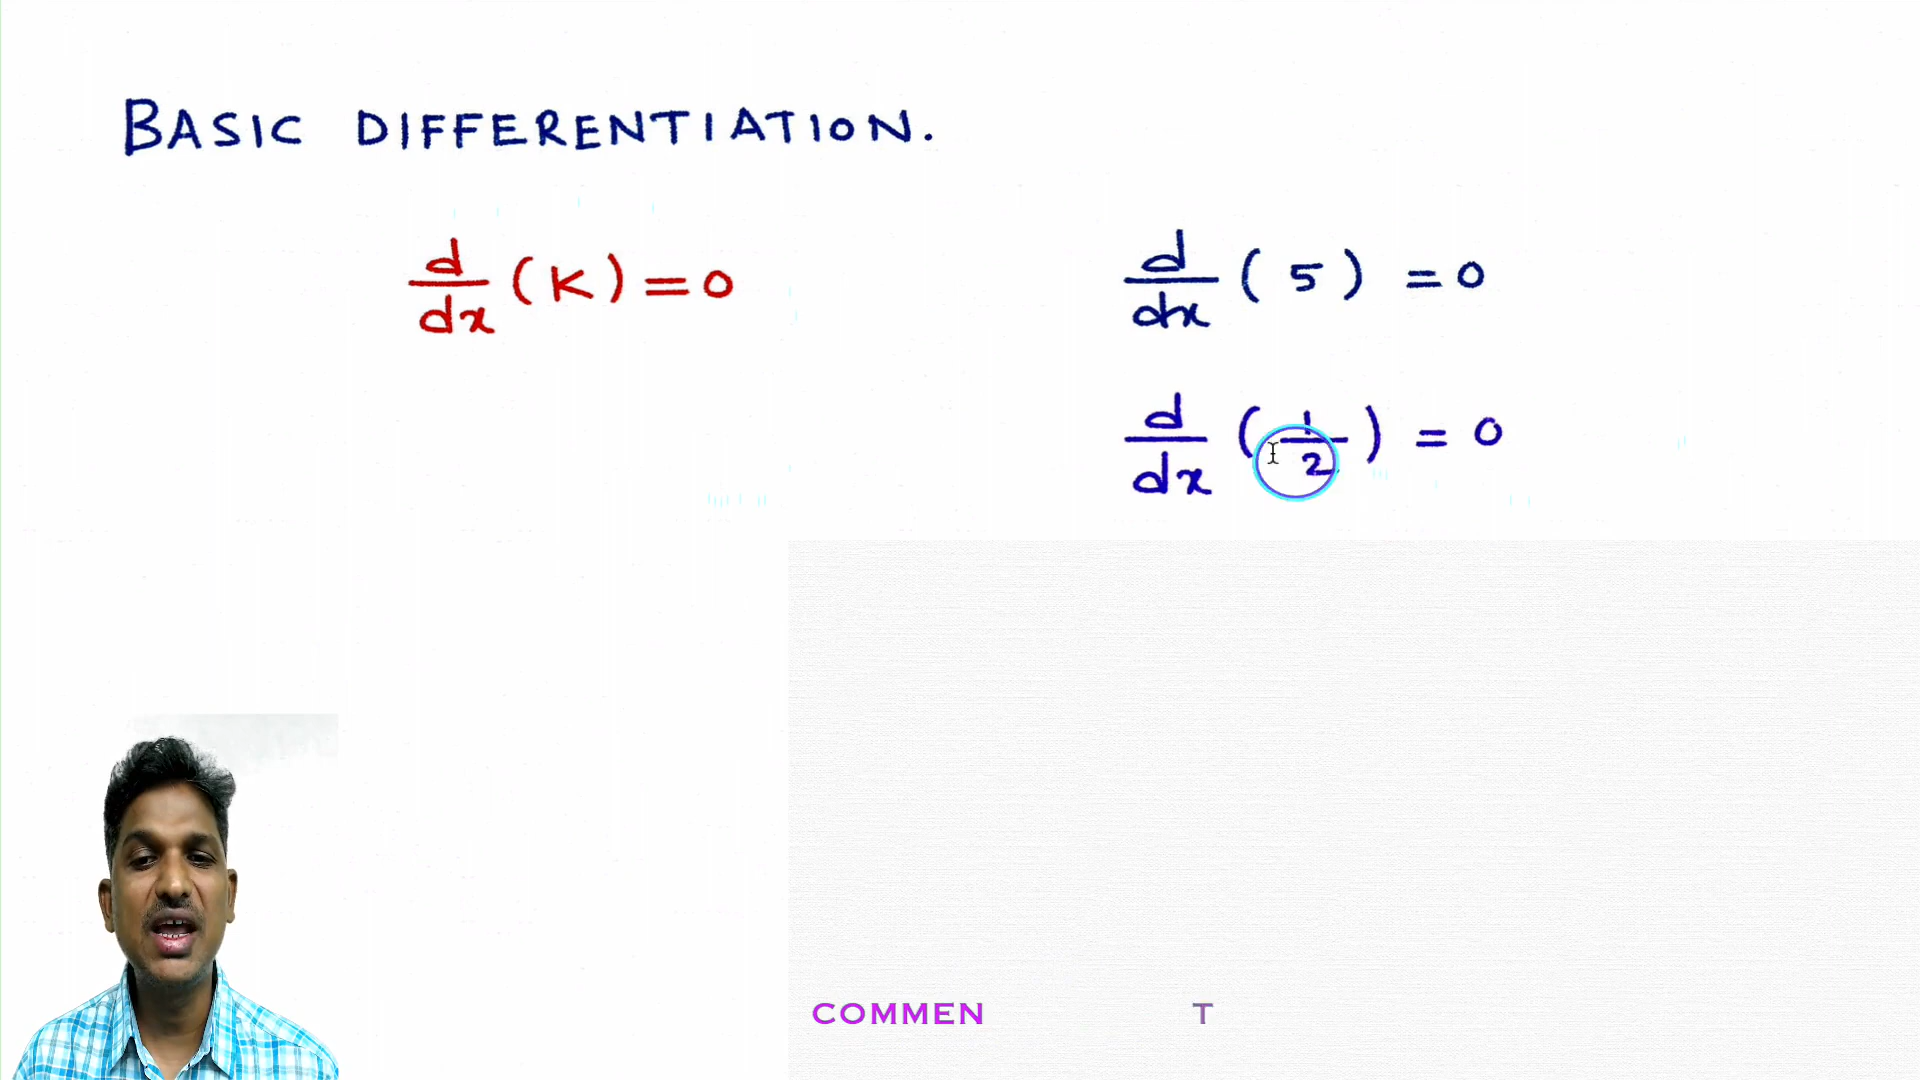 BASIC DIFFERENTIATION.
d/dx (K) = 0
d/dx (5) = 0
d/dx (1/2) = 0
COMMEN T